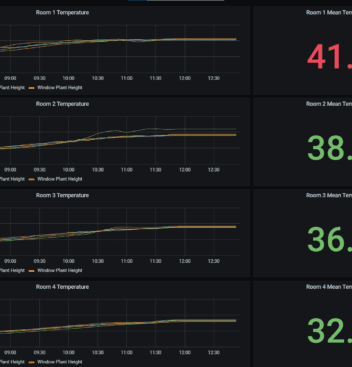 Room 1 Temperature
Room 1 Mean Tem
41.
09:00 09:30 10:00 10:30 11:00 11:30 12:00 12:30
Plant Height Window Plant Height
Room 2 Temperature
Room 2 Mean Tem
38.
09:00 09:30 10:00 10:30 11:00 11:30 12:00 12:30
Plant Height Window Plant Height
Room 3 Temperature
Room 3 Mean Tem
36.
09:00 09:30 10:00 10:30 11:00 11:30 12:00 12:30
Plant Height Window Plant Height
Room 4 Temperature
Room 4 Mean Tem
32.
09:00 09:30 10:00 10:30 11:00 11:30 12:00 12:30
Plant Height Window Plant Height